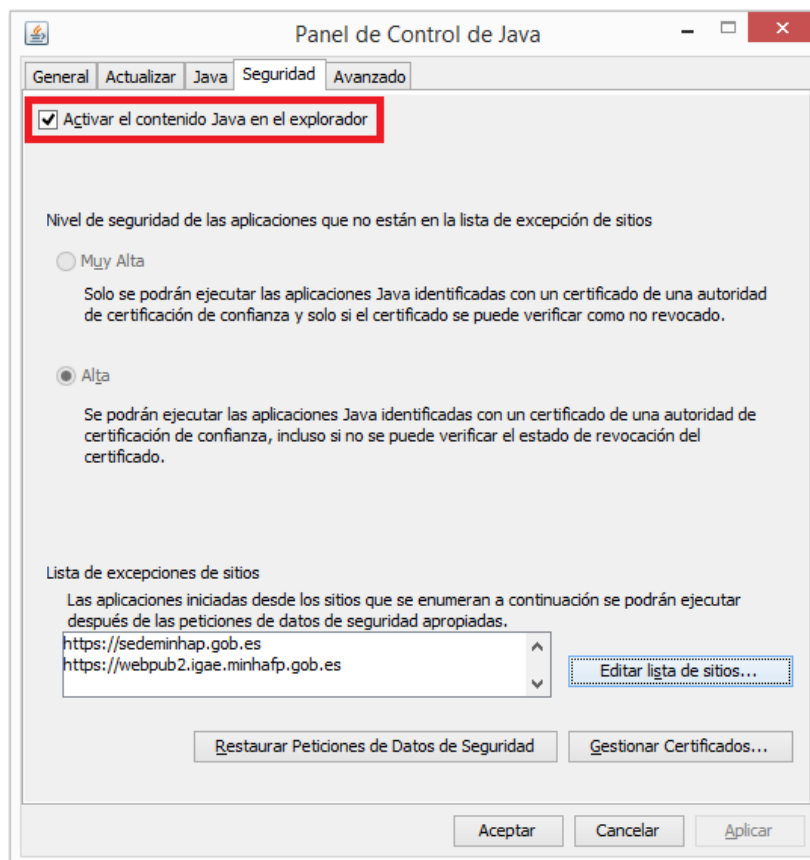 Panel de Control de Java
General Actualizar Java Seguridad Avanzado
Activar el contenido Java en el explorador
Nivel de seguridad de las aplicaciones que no están en la lista de excepción de sitios
Muy Alta
Solo se podrán ejecutar las aplicaciones Java identificadas con un certificado de una autoridad
de certificación de confianza y solo si el certificado se puede verificar como no revocado.
Alta
Se podrán ejecutar las aplicaciones Java identificadas con un certificado de una autoridad de
certificación de confianza, incluso si no se puede verificar el estado de revocación del
certificado.
Lista de excepciones de sitios
Las aplicaciones iniciadas desde los sitios que se enumeran a continuación se podrán ejecutar
después de las peticiones de datos de seguridad apropiadas.
https://sedeminhap.gob.es
https://webpub2.igae.minhafp.gob.es
Editar lista de sitios...
Restaurar Peticiones de Datos de Seguridad Gestionar Certificados...
Aceptar Cancelar Aplicar